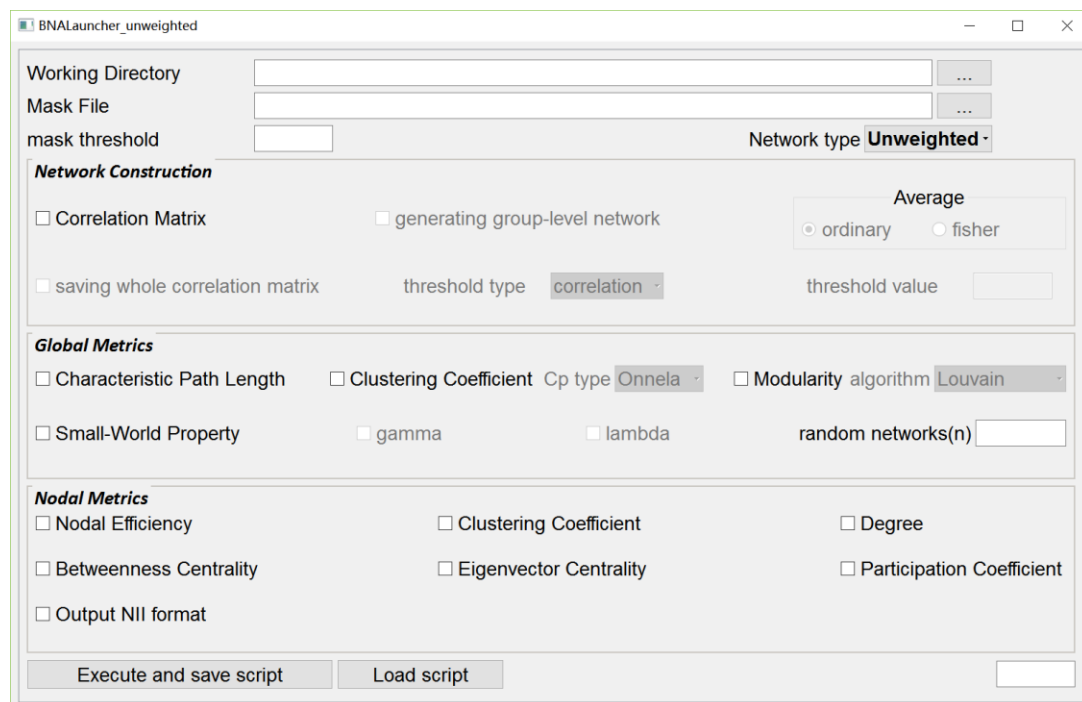 BNALauncher_unweighted
Working Directory ...
Mask File ...
mask threshold Network type Unweighted
Network Construction
Average
Correlation Matrix generating group-level network ordinary fisher
saving whole correlation matrix threshold type correlation threshold value
Global Metrics
Characteristic Path Length Clustering Coefficient Cp type Onnela Modularity algorithm Louvain
Small-World Property gamma lambda random networks(n)
Nodal Metrics
Nodal Efficiency Clustering Coefficient Degree
Betweenness Centrality Eigenvector Centrality Participation Coefficient
Output NII format
Execute and save script Load script